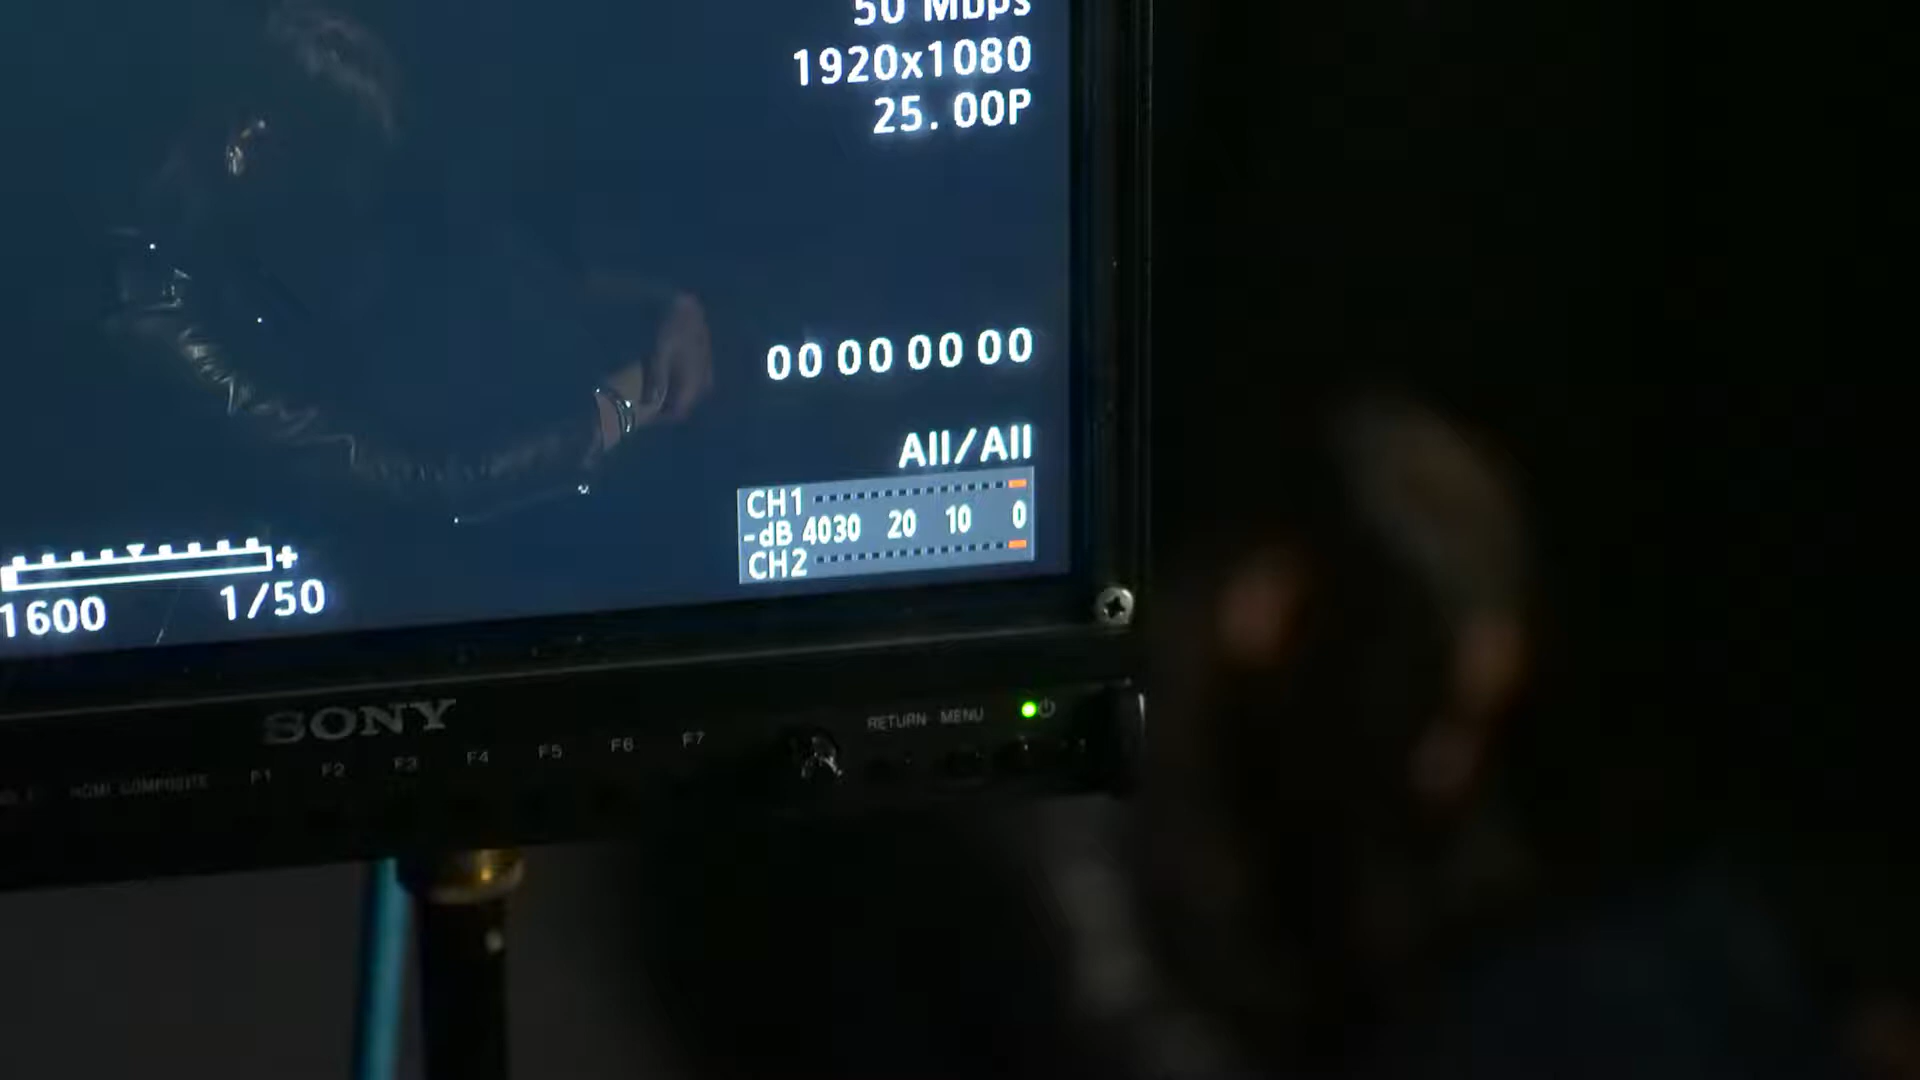 50 Mbps
1920x1080
25.00P
00 00 00 00
All/All
CH1
-dB 40 30 20 10 0
CH2
+
1600 1/50
SONY
RETURN MENU
HDMI COMPOSITE F1 F2 F3 F4 F5 F6 F7